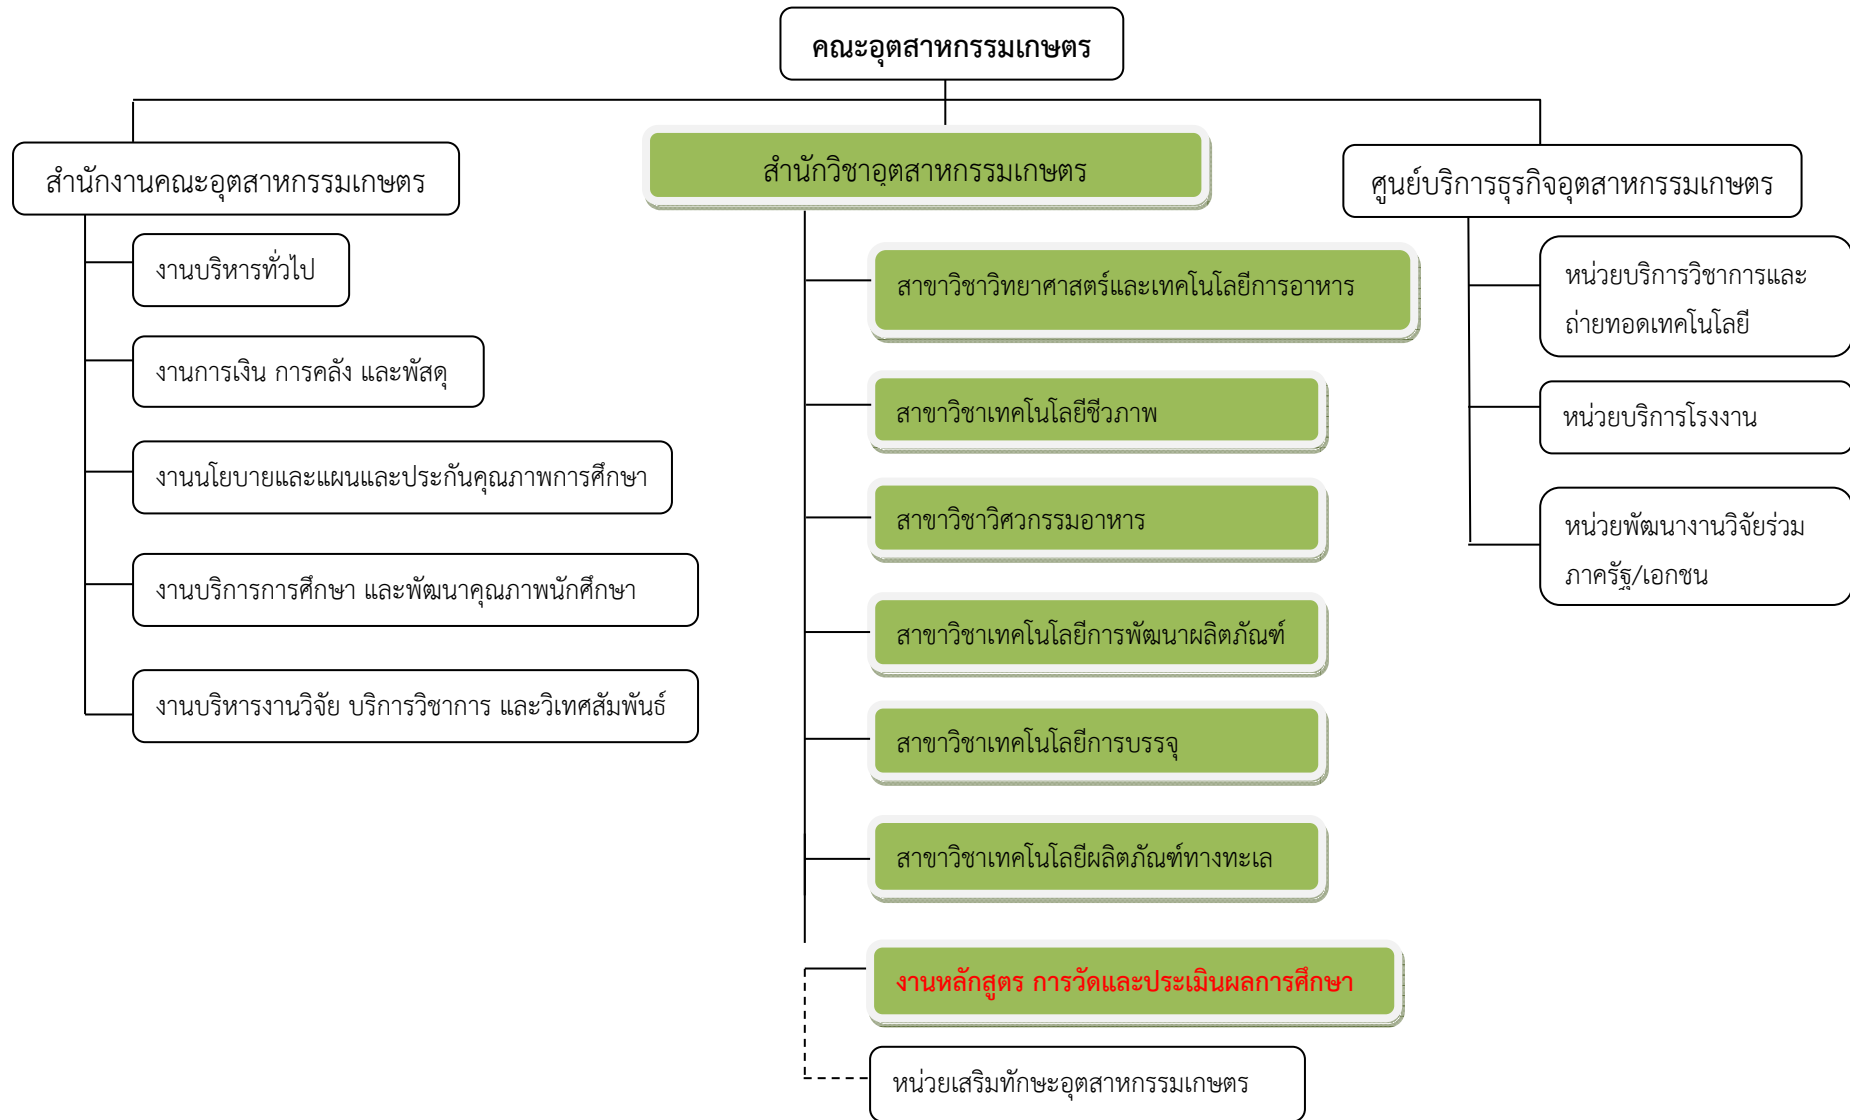 คณะอุตสาหกรรมเกษตร
สำนักงานคณะอุตสาหกรรมเกษตร
งานบริหารทั่วไป
งานการเงิน การคลัง และพัสดุ
งานนโยบายและแผนและประกันคุณภาพการศึกษา
งานบริการการศึกษา และพัฒนาคุณภาพนักศึกษา
งานบริหารงานวิจัย บริการวิชาการ และวิเทศสัมพันธ์
สำนักวิชาอุตสาหกรรมเกษตร
สาขาวิชาวิทยาศาสตร์และเทคโนโลยีการอาหาร
สาขาวิชาเทคโนโลยีชีวภาพ
สาขาวิชาวิศวกรรมอาหาร
สาขาวิชาเทคโนโลยีการพัฒนาผลิตภัณฑ์
สาขาวิชาเทคโนโลยีการบรรจุ
สาขาวิชาเทคโนโลยีผลิตภัณฑ์ทางทะเล
งานหลักสูตร การวัดและประเมินผลการศึกษา
หน่วยเสริมทักษะอุตสาหกรรมเกษตร
ศูนย์บริการธุรกิจอุตสาหกรรมเกษตร
หน่วยบริการวิชาการและ
ถ่ายทอดเทคโนโลยี
หน่วยบริการโรงงาน
หน่วยพัฒนางานวิจัยร่วม
ภาครัฐ/เอกชน